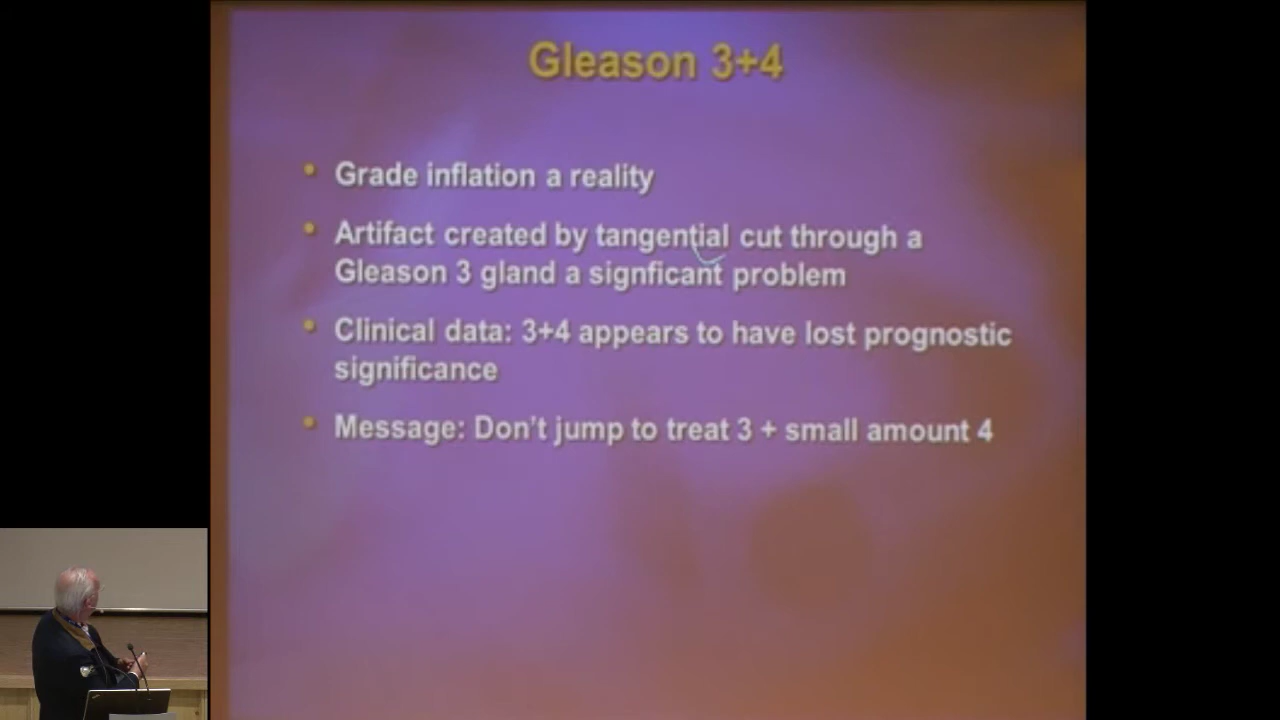 Gleason 3+4
• Grade inflation a reality
• Artifact created by tangential cut through a
Gleason 3 gland a signficant problem
• Clinical data: 3+4 appears to have lost prognostic
significance
• Message: Don't jump to treat 3 + small amount 4